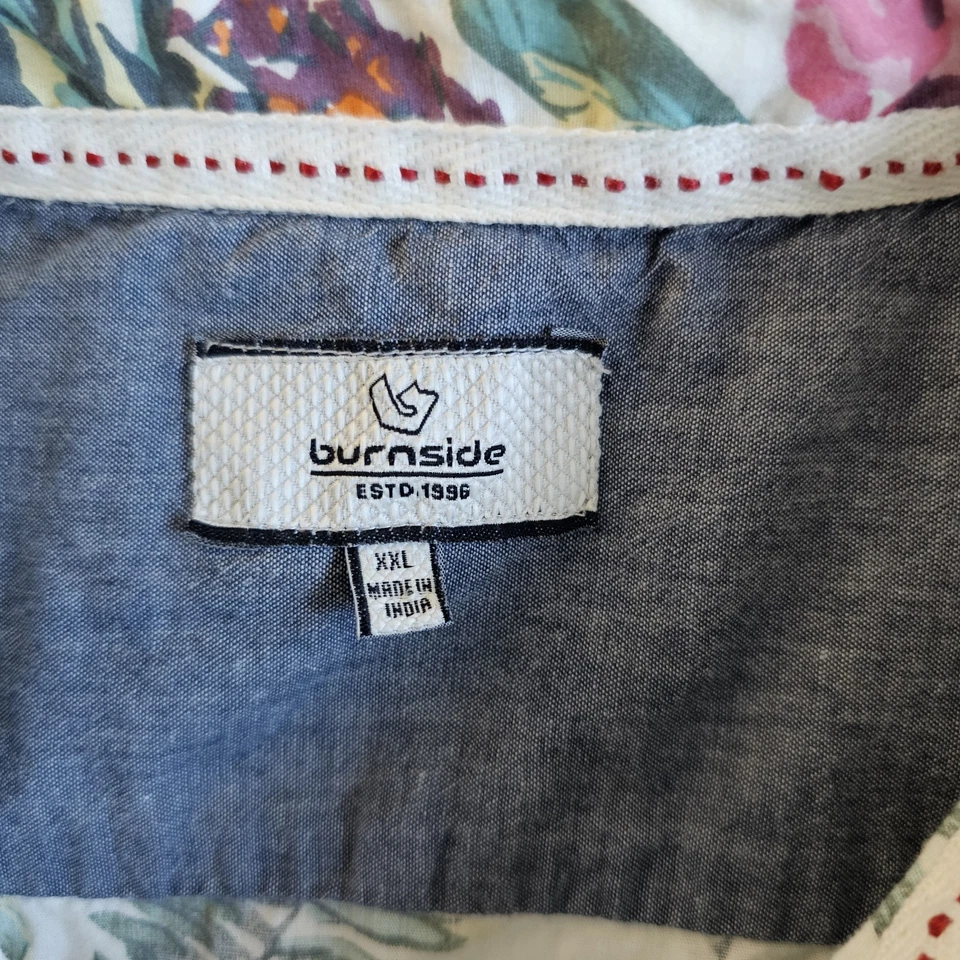 burnside
ESTD.1996
XXL
MADE IN
INDIA